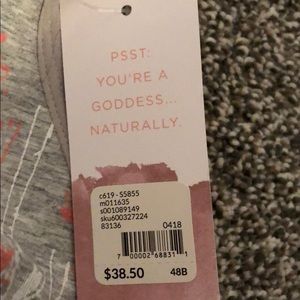 PSST:
YOU'RE A
GODDESS...
NATURALLY.
c619 - S5855
m011635
s001089149
sku600327224
83136 0418
7 00002 68831 1
$38.50 48B